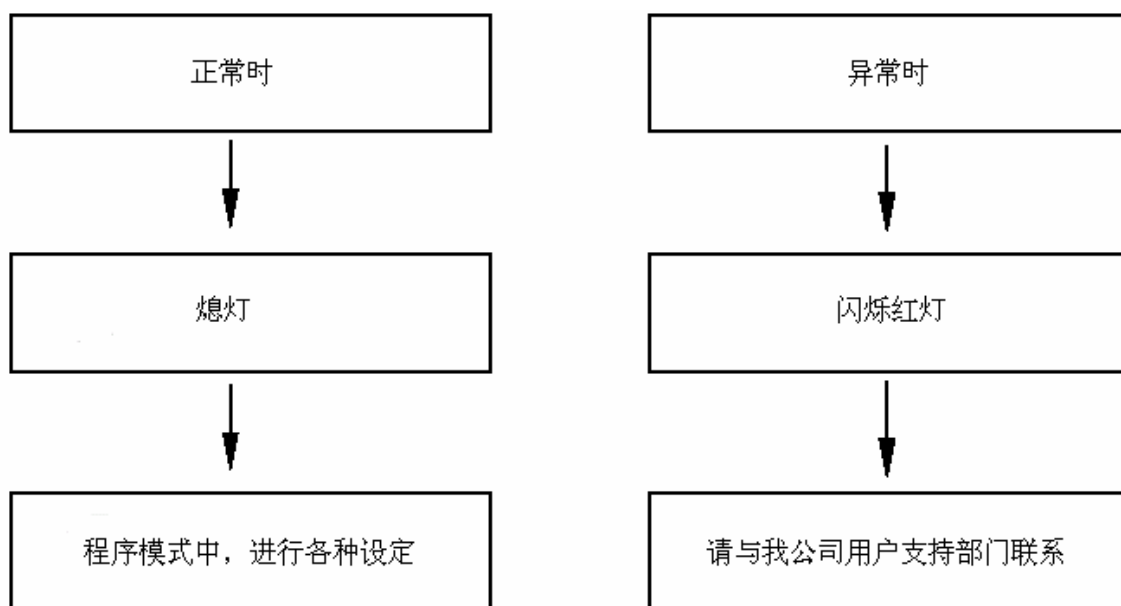 正常时
异常时
熄灯
闪烁红灯
程序模式中，进行各种设定
请与我公司用户支持部门联系